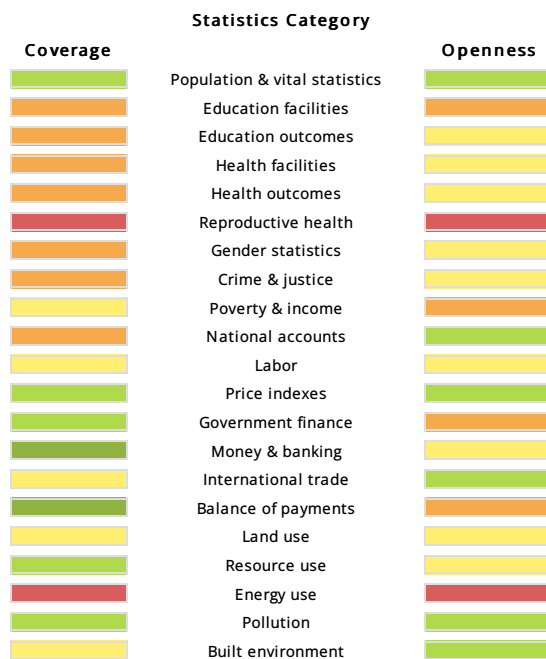 Statistics Category
Coverage
Openness
Population & vital statistics
Education facilities
Education outcomes
Health facilities
Health outcomes
Reproductive health
Gender statistics
Crime & justice
Poverty & income
National accounts
Labor
Price indexes
Government finance
Money & banking
International trade
Balance of payments
Land use
Resource use
Energy use
Pollution
Built environment